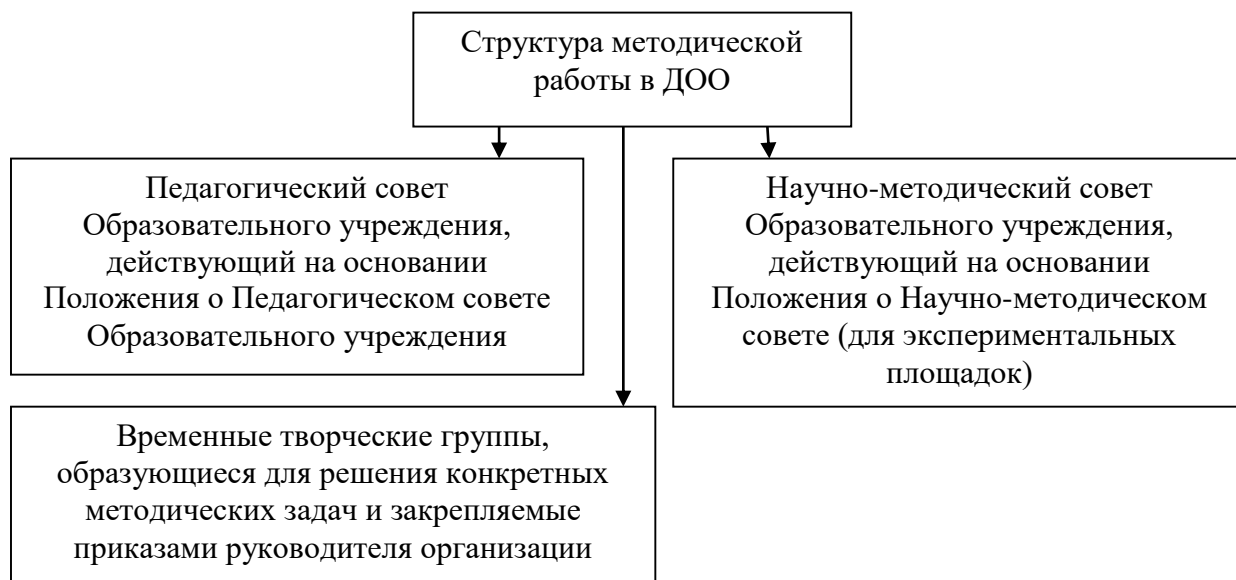 Структура методической
работы в ДОО
Педагогический совет
Образовательного учреждения,
действующий на основании
Положения о Педагогическом совете
Образовательного учреждения
Научно-методический совет
Образовательного учреждения,
действующий на основании
Положения о Научно-методическом
совете (для экспериментальных
площадок)
Временные творческие группы,
образующиеся для решения конкретных
методических задач и закрепляемые
приказами руководителя организации